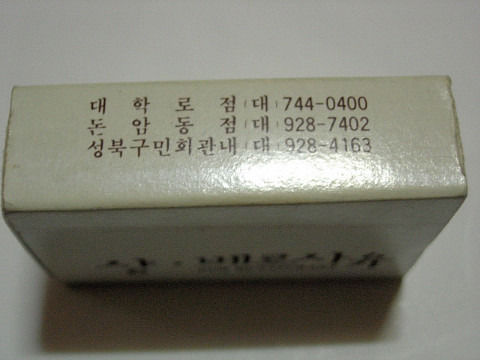 대 학 로 점 (대) 744-0400
돈 암 동 점 (대) 928-7402
성북구민회관내 (대) 928-4163